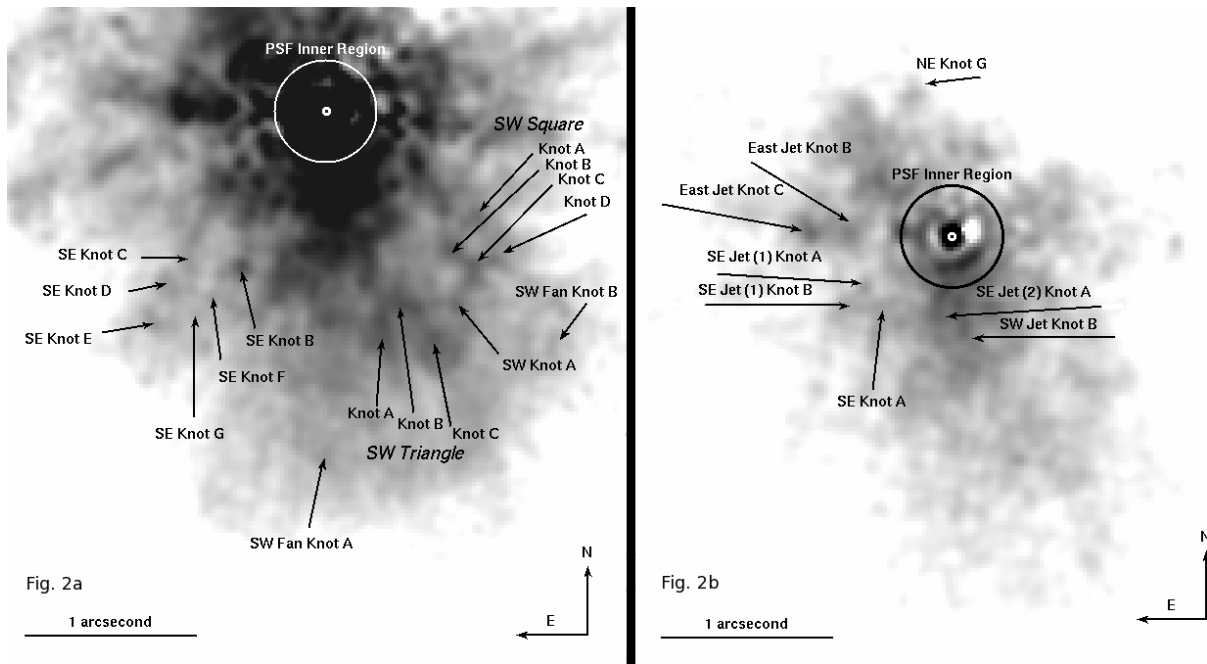 PSF Inner Region
SW Square
Knot A
Knot B
Knot C
Knot D
SE Knot C
SE Knot D
SE Knot E
SE Knot B
SE Knot F
SE Knot G
SW Fan Knot B
SW Knot A
Knot A
Knot B
Knot C
SW Triangle
SW Fan Knot A
Fig. 2a
1 arcsecond
N
E
NE Knot G
East Jet Knot B
East Jet Knot C
PSF Inner Region
SE Jet (1) Knot A
SE Jet (1) Knot B
SE Jet (2) Knot A
SW Jet Knot B
SE Knot A
Fig. 2b
1 arcsecond
N
E